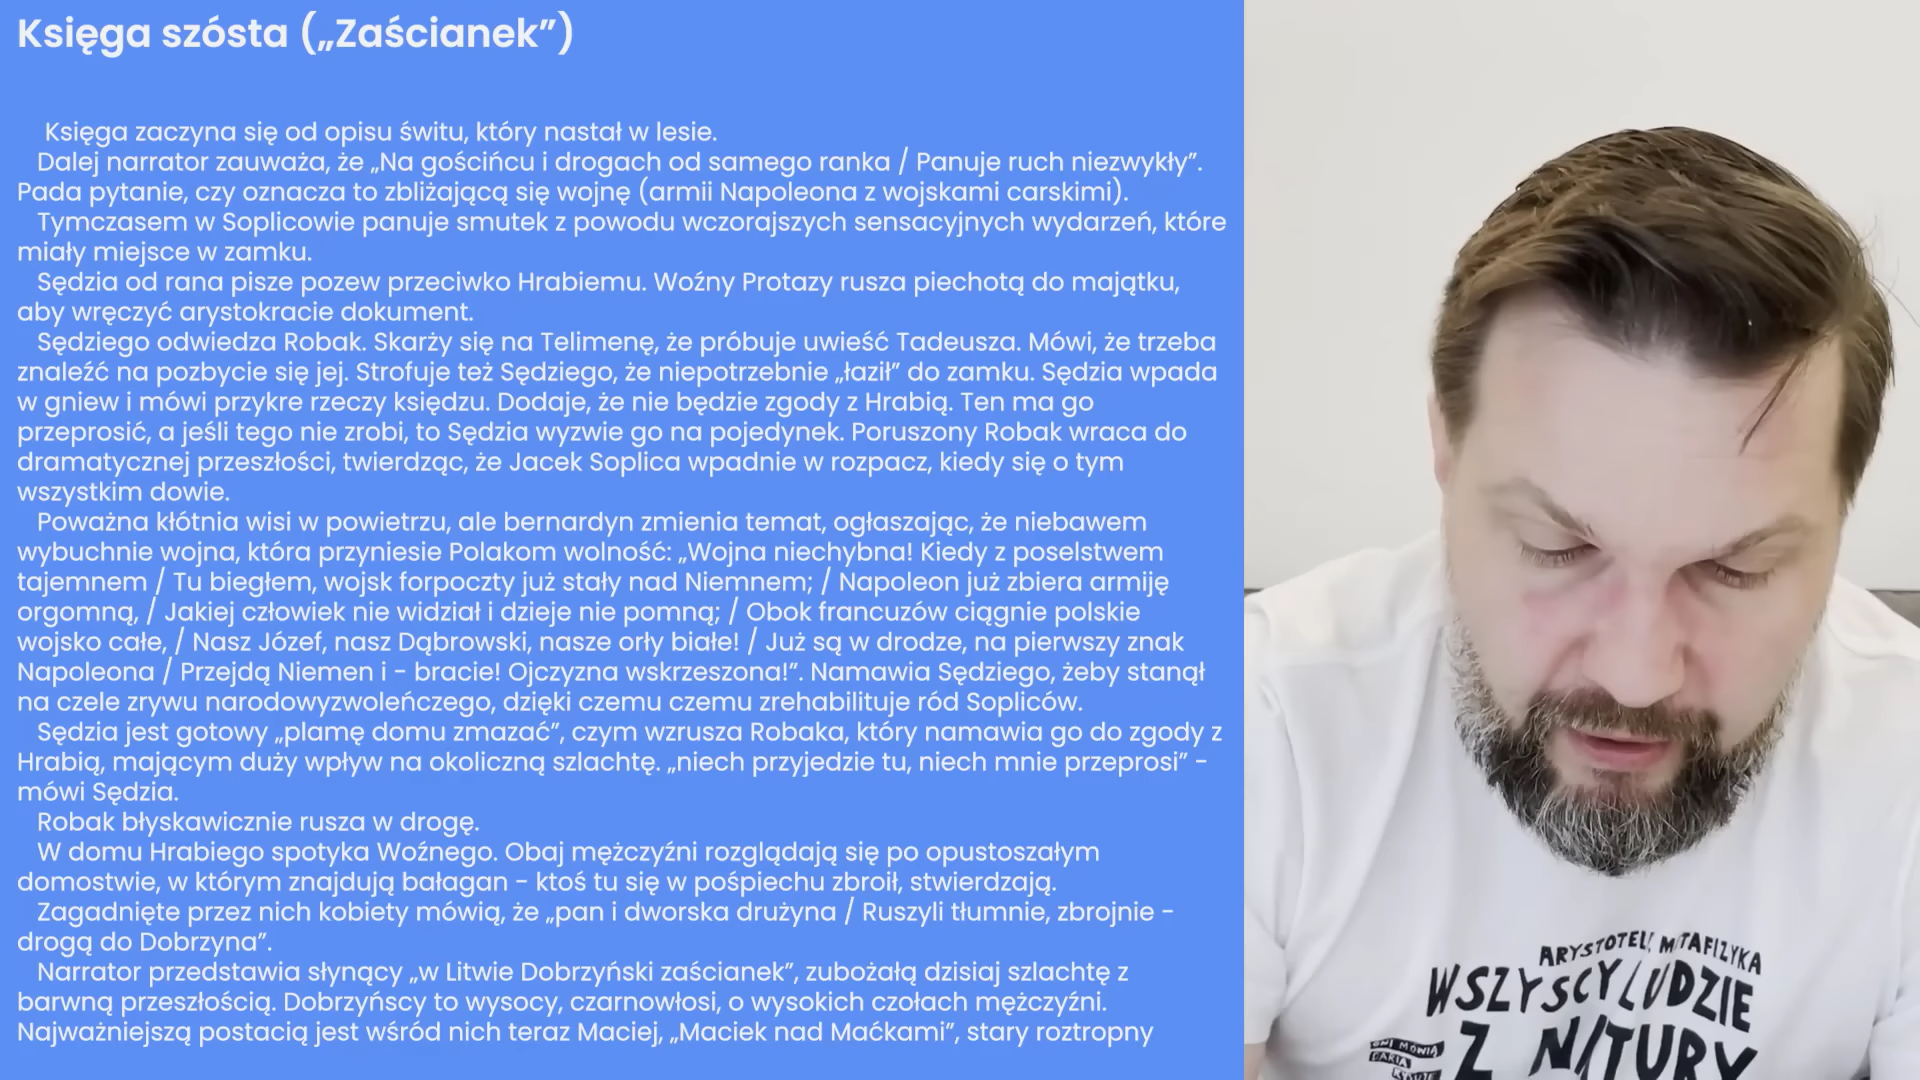 Księga szósta („Zaścianek”)
Księga zaczyna się od opisu świtu, który nastał w lesie.
Dalej narrator zauważa, że „Na gościńcu i drogach od samego ranka / Panuje ruch niezwykły”.
Pada pytanie, czy oznacza to zbliżającą się wojnę (armii Napoleona z wojskami carskimi).
Tymczasem w Soplicowie panuje smutek z powodu wczorajszych sensacyjnych wydarzeń, które
miały miejsce w zamku.
Sędzia od rana pisze pozew przeciwko Hrabiemu. Woźny Protazy rusza piechotą do majątku,
aby wręczyć arystokracie dokument.
Sędziego odwiedza Robak. Skarży się na Telimenę, że próbuje uwieść Tadeusza. Mówi, że trzeba
znaleźć na pozbycie się jej. Strofuje też Sędziego, że niepotrzebnie „łaził” do zamku. Sędzia wpada
w gniew i mówi przykre rzeczy księdzu. Dodaje, że nie będzie zgody z Hrabią. Ten ma go
przeprosić, a jeśli tego nie zrobi, to Sędzia wyzwie go na pojedynek. Poruszony Robak wraca do
dramatycznej przeszłości, twierdząc, że Jacek Soplica wpadnie w rozpacz, kiedy się o tym
wszystkim dowie.
Poważna kłótnia wisi w powietrzu, ale bernardyn zmienia temat, ogłaszając, że niebawem
wybuchnie wojna, która przyniesie Polakom wolność: „Wojna niechybna! Kiedy z poselstwem
tajemnem / Tu biegłem, wojsk forpoczty już stały nad Niemnem; / Napoleon już zbiera armiję
orgomną, / Jakiej człowiek nie widział i dzieje nie pomną; / Obok francuzów ciągnie polskie
wojsko całe, / Nasz Józef, nasz Dąbrowski, nasze orły białe! / Już są w drodze, na pierwszy znak
Napoleona / Przejdą Niemen i - bracie! Ojczyzna wskrzeszona!”. Namawia Sędziego, żeby stanął
na czele zrywu narodowyzwoleńczego, dzięki czemu czemu zrehabilituje ród Sopliców.
Sędzia jest gotowy „plamę domu zmazać”, czym wzrusza Robaka, który namawia go do zgody z
Hrabią, mającym duży wpływ na okoliczną szlachtę. „niech przyjedzie tu, niech mnie przeprosi” -
mówi Sędzia.
Robak błyskawicznie rusza w drogę.
W domu Hrabiego spotyka Woźnego. Obaj mężczyźni rozglądają się po opustoszałym
domostwie, w którym znajdują bałagan - ktoś tu się w pośpiechu zbroił, stwierdzają.
Zagadnięte przez nich kobiety mówią, że „pan i dworska drużyna / Ruszyli tłumnie, zbrojnie -
drogą do Dobrzyna”.
Narrator przedstawia słynący „w Litwie Dobrzyński zaścianek”, zubożałą dzisiaj szlachtę z
barwną przeszłością. Dobrzyńscy to wysocy, czarnowłosi, o wysokich czołach mężczyźni.
Najważniejszą postacią jest wśród nich teraz Maciej, „Maciek nad Maćkami”, stary roztropny
WSZYSCY LUDZIE
Z NATURY